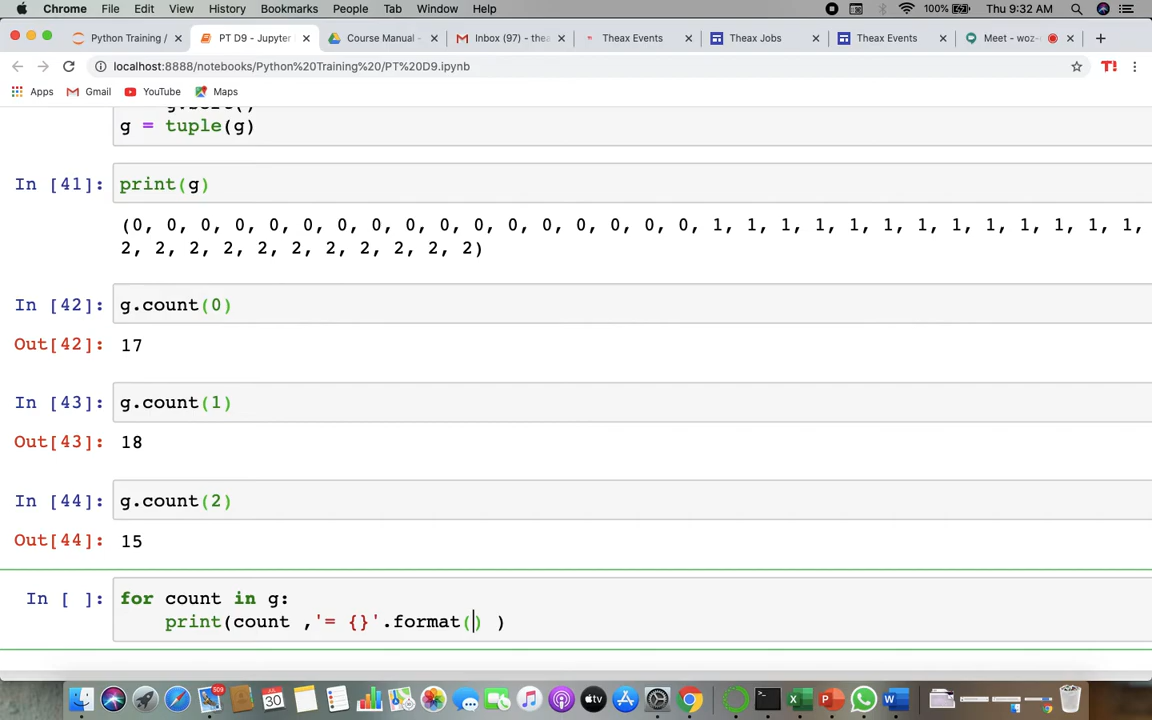 Chrome File Edit View History Bookmarks People Tab Window Help 100% Thu 9:32 AM
Python Training / PT D9 - Jupyter Course Manual - Inbox (97) - thea Theax Events Theax Jobs Theax Events Meet - woz-
localhost:8888/notebooks/Python%20Training%20/PT%20D9.ipynb T!
Apps Gmail YouTube Maps
g = tuple(g)
In [41]: print(g)
(0, 0, 0, 0, 0, 0, 0, 0, 0, 0, 0, 0, 0, 0, 0, 0, 0, 1, 1, 1, 1, 1, 1, 1, 1, 1, 1, 1, 1, 1,
2, 2, 2, 2, 2, 2, 2, 2, 2, 2, 2)
In [42]: g.count(0)
Out[42]: 17
In [43]: g.count(1)
Out[43]: 18
In [44]: g.count(2)
Out[44]: 15
In [ ]: for count in g:
print(count ,'= {}'.format() )
509
30